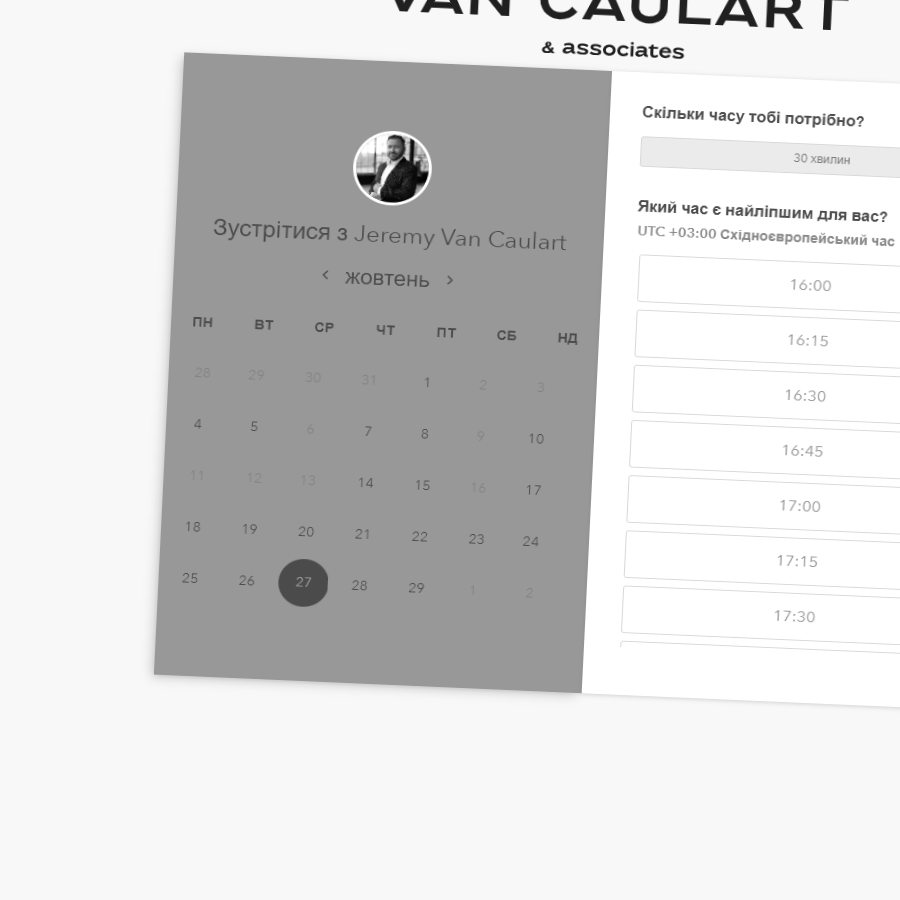 VAN CAULART
& associates
Зустрітися з Jeremy Van Caulart
жовтень
ПН ВТ СР ЧТ ПТ СБ НД
28 29 30 31 1 2 3
4 5 6 7 8 9 10
11 12 13 14 15 16 17
18 19 20 21 22 23 24
25 26 27 28 29 1 2
Скільки часу тобі потрібно?
30 хвилин
Який час є найліпшим для вас?
UTC +03:00 Східноєвропейський час
16:00
16:15
16:30
16:45
17:00
17:15
17:30